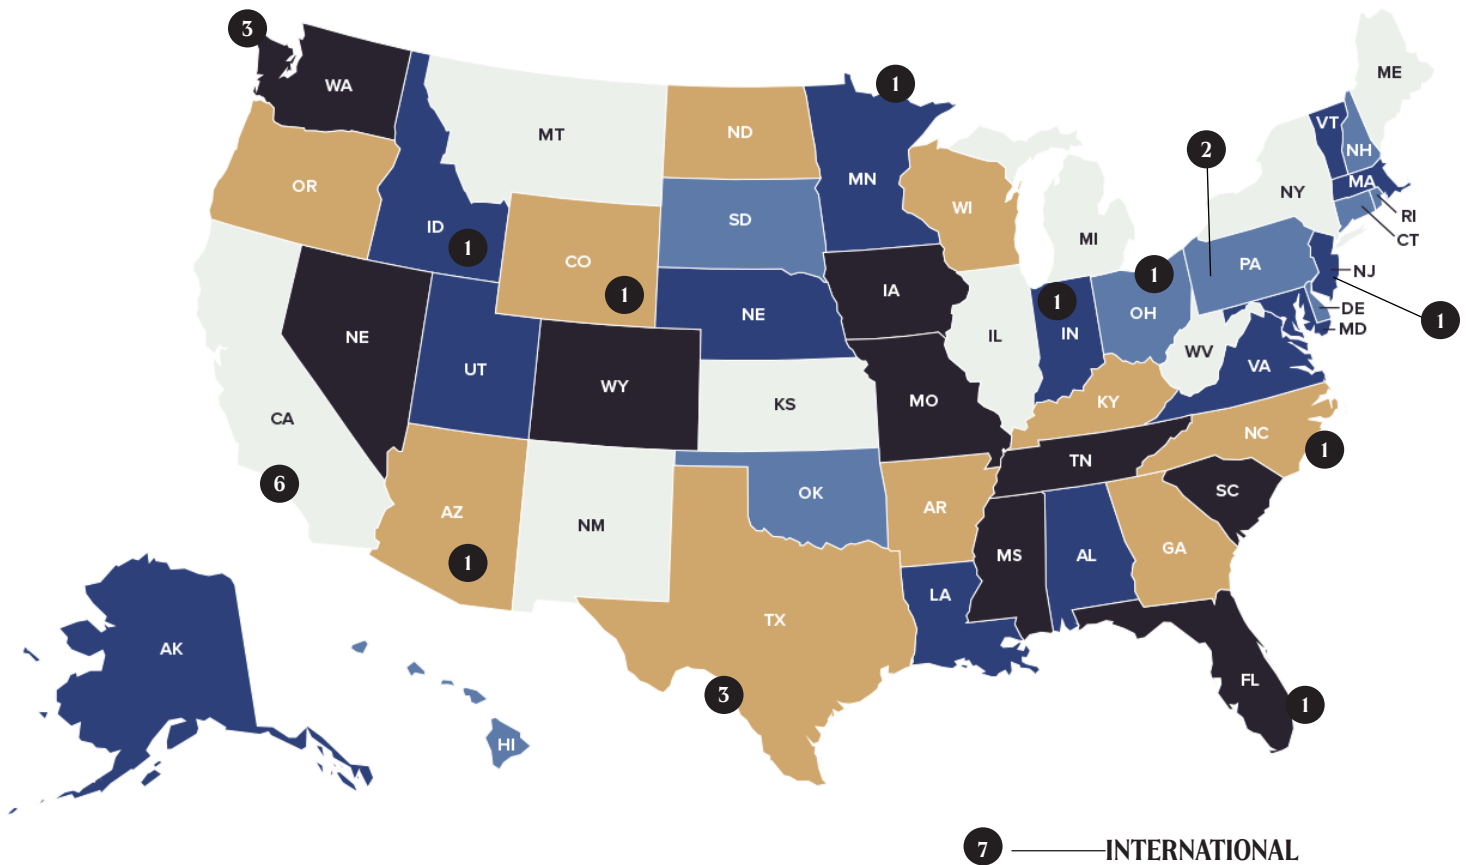 3
WA
MT
ND
1
MN
OR
ID
1
SD
WI
MI
2
NY
VT
NH
ME
MA
RI
CT
CO
1
NE
IA
IL
1
IN
1
OH
PA
NJ
DE
MD
1
NE
UT
WY
KS
MO
KY
WV
VA
CA
6
AZ
1
NM
OK
AR
TN
NC
1
SC
MS
AL
GA
LA
TX
3
FL
1
AK
HI
7 INTERNATIONAL